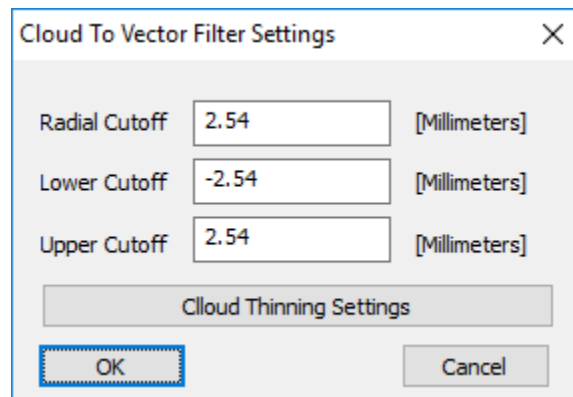 Cloud To Vector Filter Settings
Radial Cutoff 2.54 [Millimeters]
Lower Cutoff -2.54 [Millimeters]
Upper Cutoff 2.54 [Millimeters]
Clloud Thinning Settings
OK Cancel